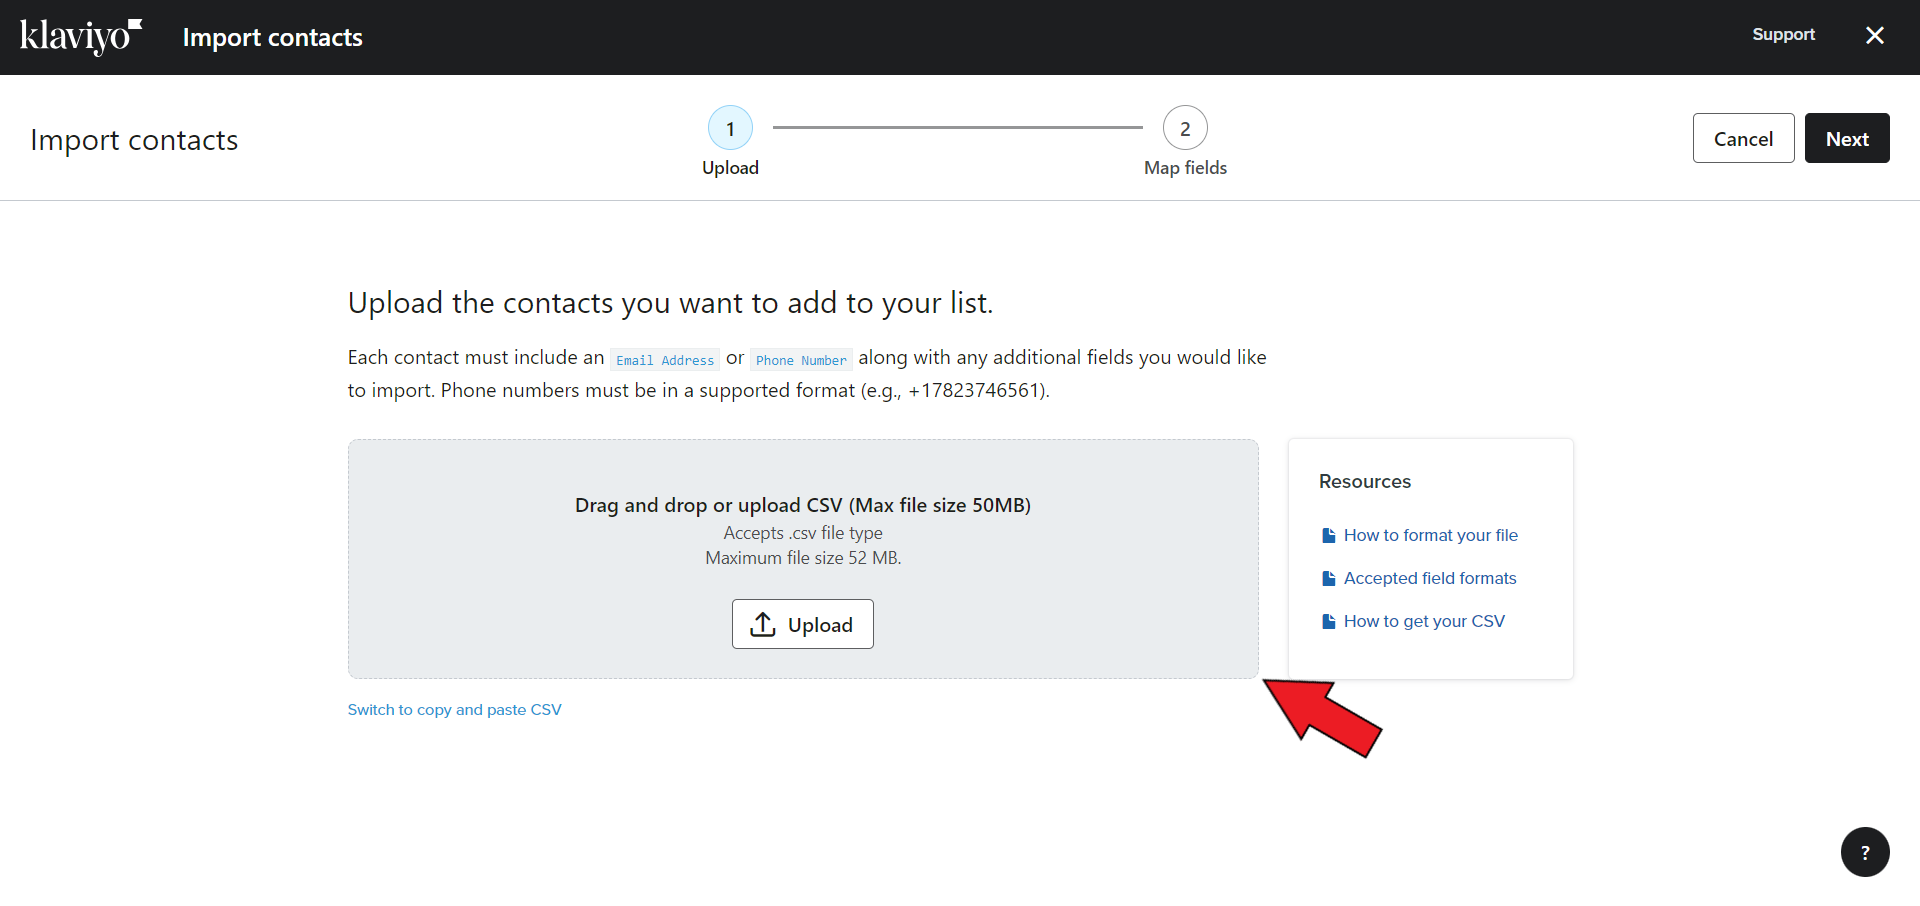 klaviyo
Import contacts
Support
Import contacts
1
Upload
2
Map fields
Cancel
Next
Upload the contacts you want to add to your list.
Each contact must include an Email Address or Phone Number along with any additional fields you would like
to import. Phone numbers must be in a supported format (e.g., +17823746561).
Drag and drop or upload CSV (Max file size 50MB)
Accepts .csv file type
Maximum file size 52 MB.
Upload
Switch to copy and paste CSV
Resources
How to format your file
Accepted field formats
How to get your CSV
?